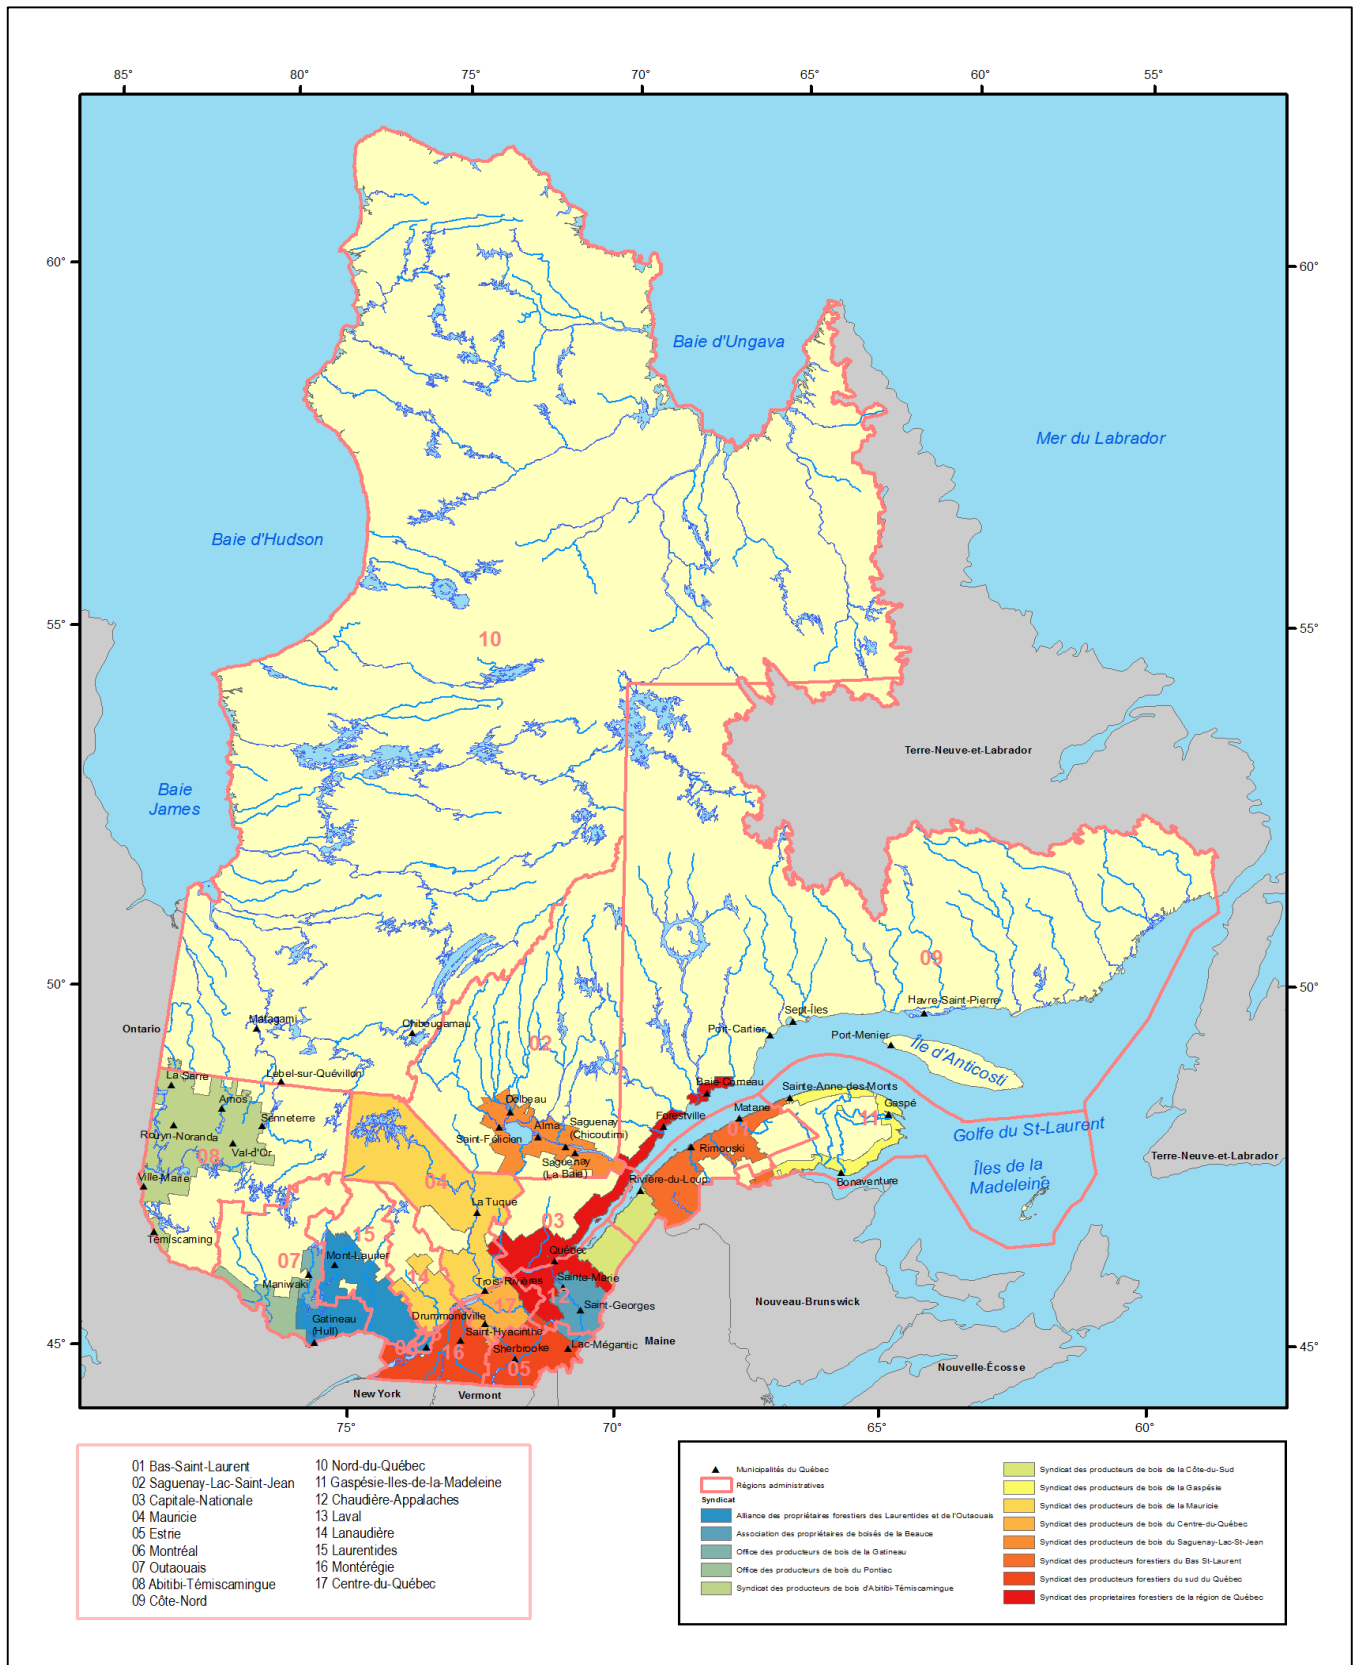 85°
80°
75°
70°
65°
60°
55°
60°
60°
Baie d'Ungava
Mer du Labrador
Baie d'Hudson
55°
55°
10
Terre-Neuve-et-Labrador
Baie
James
09
50°
50°
Havre-Saint-Pierre
Sept-Îles
Ontario
Matagami
Chibougamau
Port-Cartier
Port-Menier
02
Île d'Anticosti
Lebel-sur-Quévillon
La Sarre
Baie-Comeau
Sainte-Anne-des-Monts
Amos
Dolbeau
Gaspé
Senneterre
Forestville
Matane
11
01
Rouyn-Noranda
Alma
Saguenay
(Chicoutimi)
Saint-Félicien
Golfe du St-Laurent
Val-d'Or
Rimouski
08
Saguenay
(La Baie)
Terre-Neuve-et-Labrador
Ville-Marie
04
Rivière-du-Loup
Bonaventure
Îles de la
Madeleine
La Tuque
Témiscaming
15
03
Mont-Laurier
Québec
07
Maniwaki
14
Trois-Rivières
Sainte-Marie
12
17
Saint-Georges
Nouveau-Brunswick
Gatineau
(Hull)
Drummondville
13
Saint-Hyacinthe
06
16
Sherbrooke
Lac-Mégantic
Maine
45°
45°
05
Nouvelle-Écosse
New York
Vermont
75°
70°
65°
60°
01 Bas-Saint-Laurent
02 Saguenay-Lac-Saint-Jean
03 Capitale-Nationale
04 Mauricie
05 Estrie
06 Montréal
07 Outaouais
08 Abitibi-Témiscamingue
09 Côte-Nord
10 Nord-du-Québec
11 Gaspésie-Iles-de-la-Madeleine
12 Chaudière-Appalaches
13 Laval
14 Lanaudière
15 Laurentides
16 Montérégie
17 Centre-du-Québec
Municipalités du Québec
Régions administratives
Syndicat
Alliance des propriétaires forestiers des Laurentides et de l'Outaouais
Association des propriétaires de boisés de la Beauce
Office des producteurs de bois de la Gatineau
Office des producteurs de bois du Pontiac
Syndicat des producteurs de bois d'Abitibi-Témiscamingue
Syndicat des producteurs de bois de la Côte-du-Sud
Syndicat des producteurs de bois de la Gaspésie
Syndicat des producteurs de bois de la Mauricie
Syndicat des producteurs de bois du Centre-du-Québec
Syndicat des producteurs de bois du Saguenay-Lac-St-Jean
Syndicat des producteurs forestiers du Bas St-Laurent
Syndicat des producteurs forestiers du sud du Québec
Syndicat des proprietaires forestiers de la région de Québec